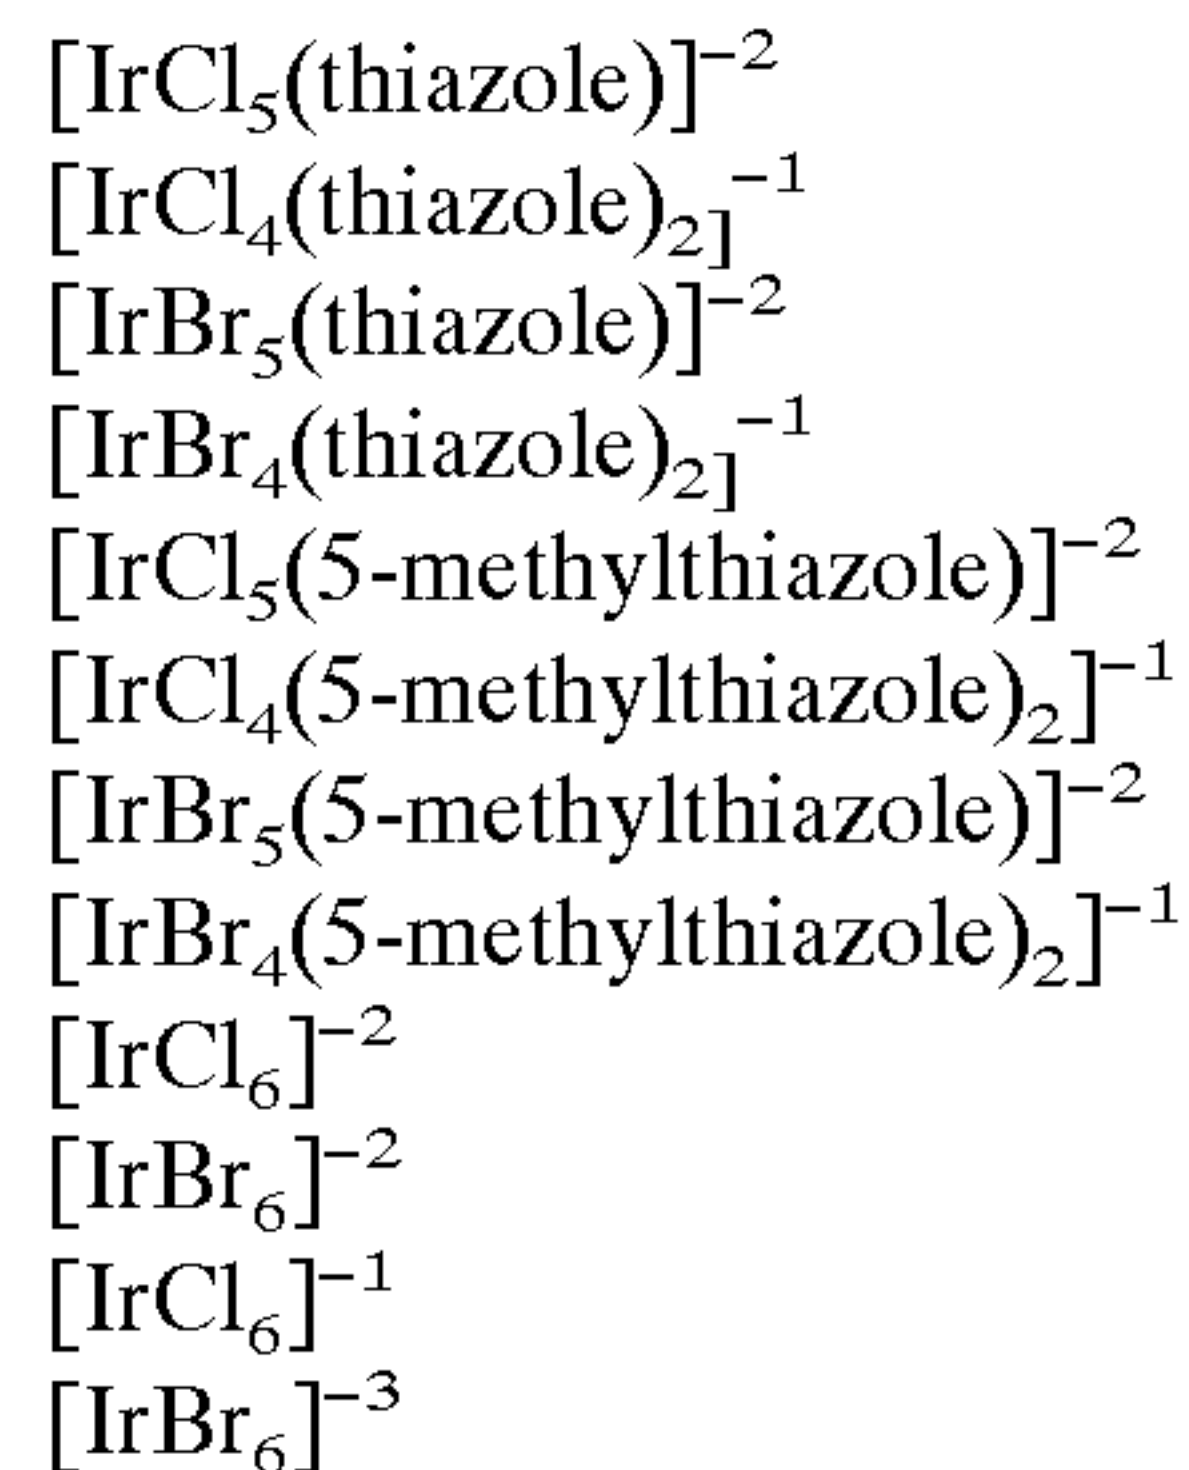 [IrCl₅(thiazole)]⁻²
[IrCl₄(thiazole)₂]⁻¹
[IrBr₅(thiazole)]⁻²
[IrBr₄(thiazole)₂]⁻¹
[IrCl₅(5-methylthiazole)]⁻²
[IrCl₄(5-methylthiazole)₂]⁻¹
[IrBr₅(5-methylthiazole)]⁻²
[IrBr₄(5-methylthiazole)₂]⁻¹
[IrCl₆]⁻²
[IrBr₆]⁻²
[IrCl₆]⁻¹
[IrBr₆]⁻³